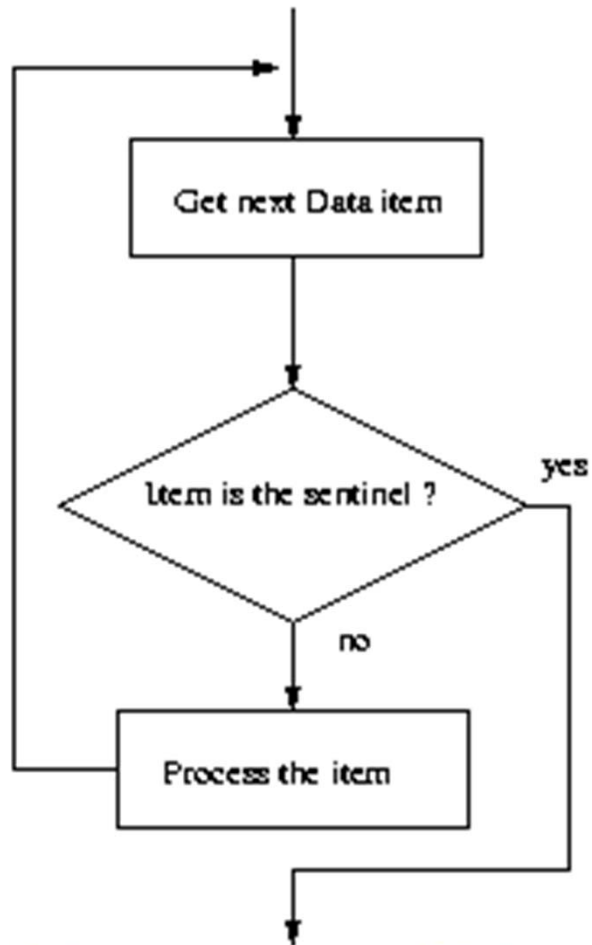 Get next Data item
Item is the sentinel ?
yes
no
Process the item